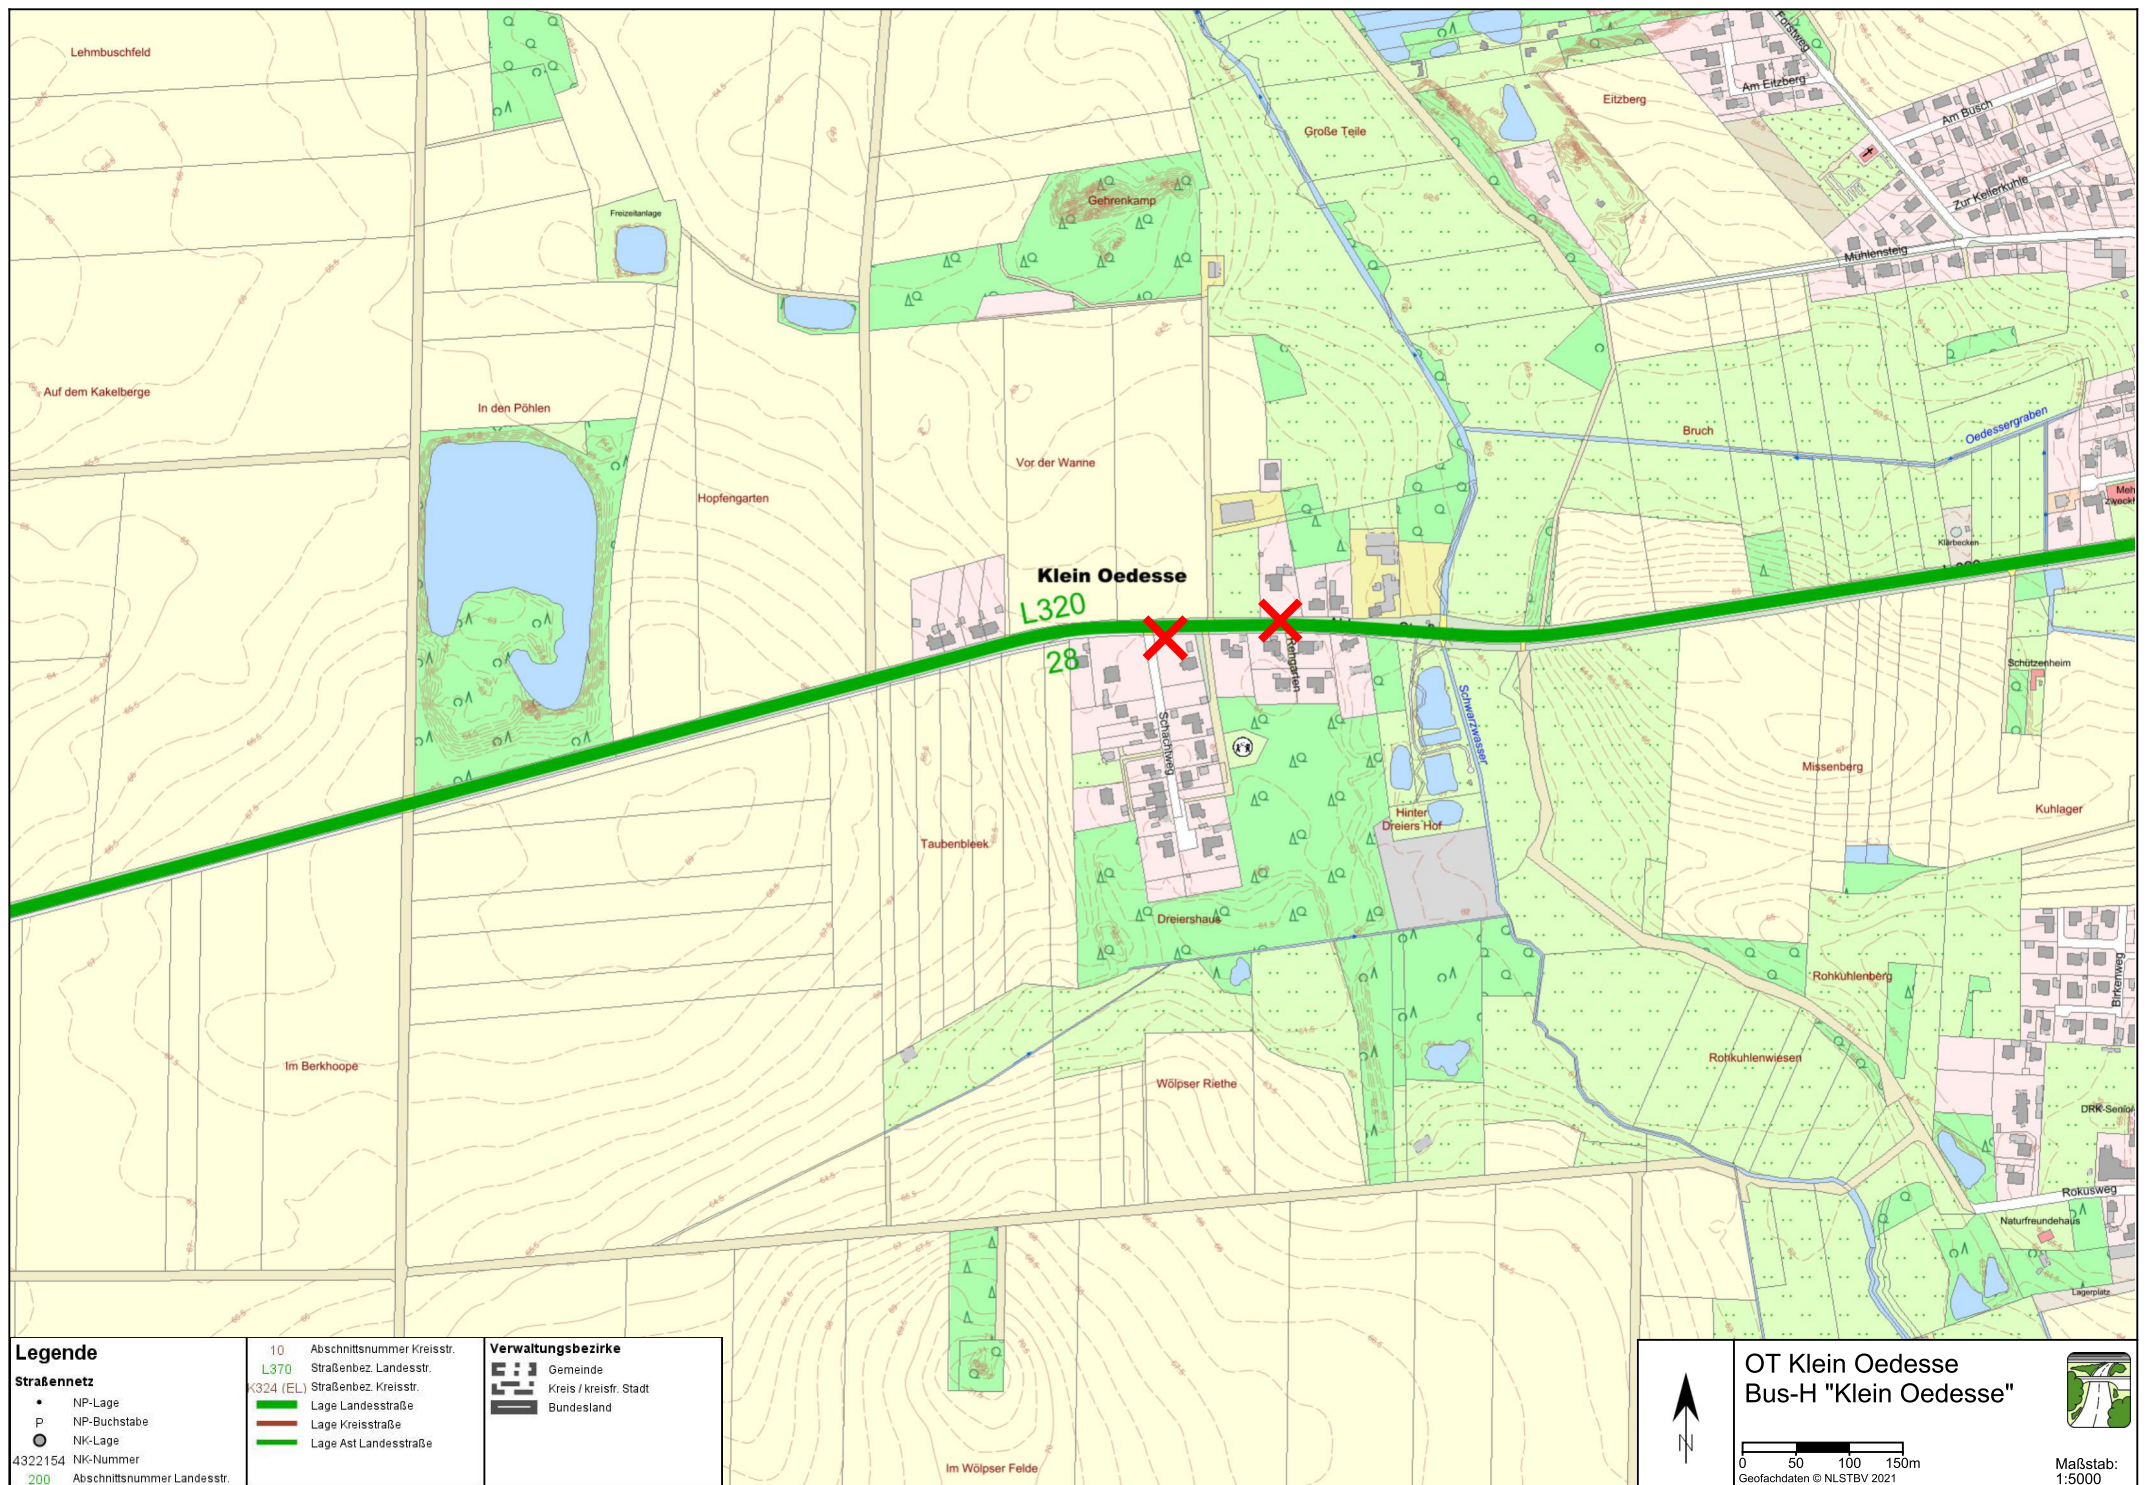 Lehmbuschfeld
Forstweg
Am Eitzberg
Eitzberg
Am Busch
Große Teile
Gehrenkamp
Zur Kellerkuhle
Freizeitanlage
Mühlensteig
Auf dem Kakelberge
In den Pöhlen
Oedessergraben
Bruch
Vor der Wanne
Hopfengarten
Klärbecken
Klein Oedesse
L320
28
Rehgarten
Schützenheim
Schachtweg
Schwarzwasser
Missenberg
Kuhlager
Hinter
Dreiers Hof
Taubenbleek
Dreiershaus
Rohkuhlenberg
Birkenweg
Im Berkhoope
Rohkuhlenwiesen
Wölpser Riethe
DRK-Senior
Rokusweg
Naturfreundehaus
Lagerplatz
Im Wölpser Felde
Legende
Straßennetz
NP-Lage
P NP-Buchstabe
NK-Lage
4322154 NK-Nummer
200 Abschnittsnummer Landesstr.
10 Abschnittsnummer Kreisstr.
L370 Straßenbez. Landesstr.
K324 (EL) Straßenbez. Kreisstr.
Lage Landesstraße
Lage Kreisstraße
Lage Ast Landesstraße
Verwaltungsbezirke
Gemeinde
Kreis / kreisfr. Stadt
Bundesland
N
OT Klein Oedesse
Bus-H "Klein Oedesse"
0 50 100 150m
Geofachdaten © NLSTBV 2021
Maßstab:
1:5000